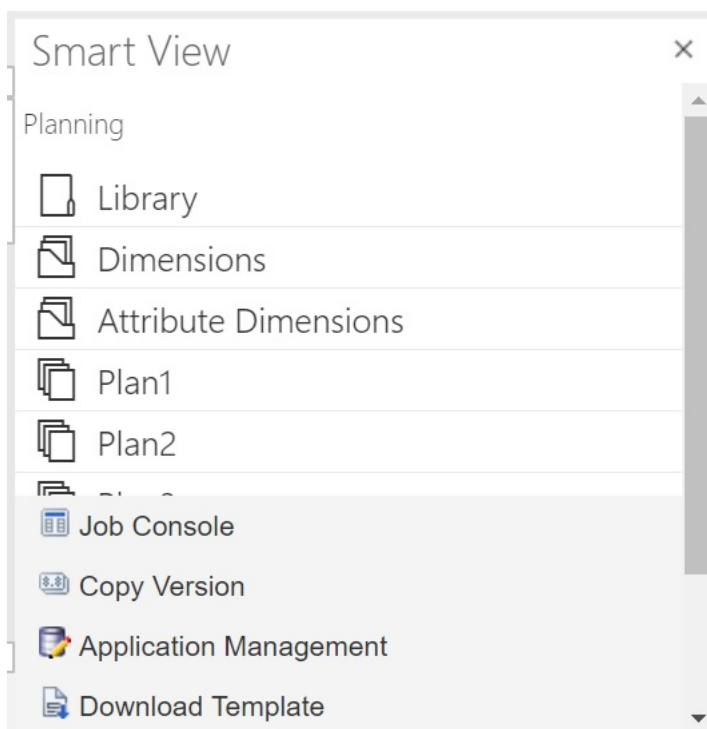 Smart View
Planning
Library
Dimensions
Attribute Dimensions
Plan1
Plan2
Job Console
Copy Version
Application Management
Download Template